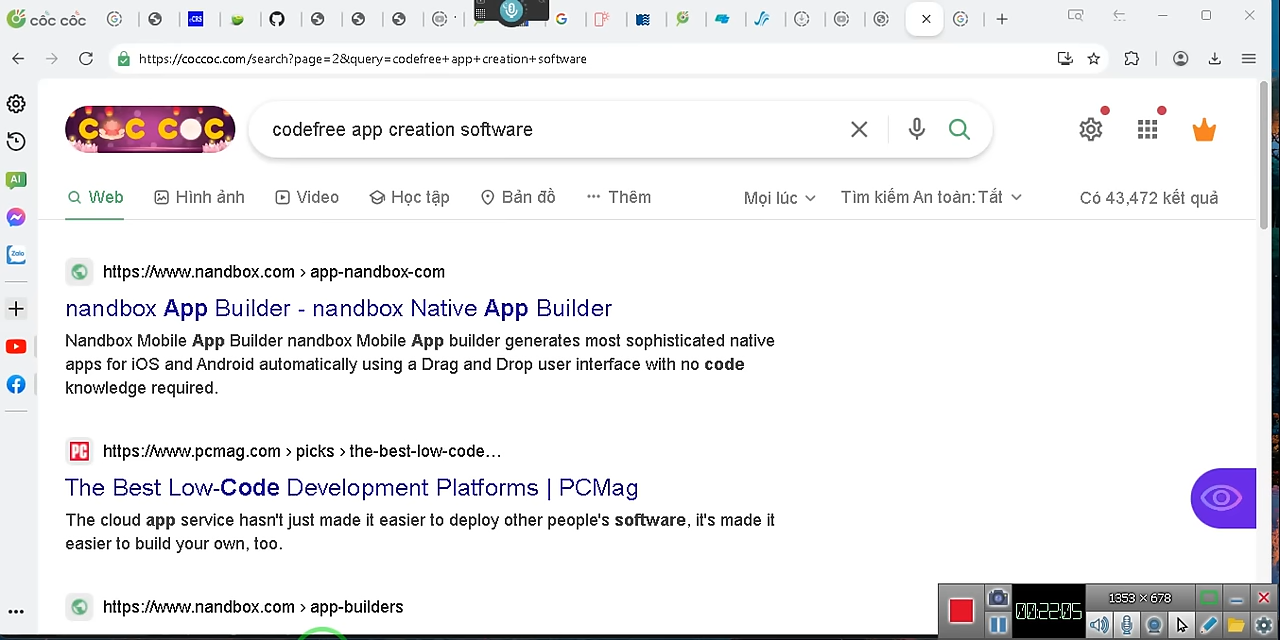 cốc cốc
CRS
G
https://coccoc.com/search?page=2&query=codefree+app+creation+software
COC COC
codefree app creation software
AI
Zalo
Web
Hình ảnh
Video
Học tập
Bản đồ
Thêm
Mọi lúc
Tìm kiếm An toàn: Tắt
Có 43,472 kết quả
https://www.nandbox.com › app-nandbox-com
nandbox App Builder - nandbox Native App Builder
Nandbox Mobile App Builder nandbox Mobile App builder generates most sophisticated native
apps for iOS and Android automatically using a Drag and Drop user interface with no code
knowledge required.
PC
https://www.pcmag.com › picks › the-best-low-code…
The Best Low-Code Development Platforms | PCMag
The cloud app service hasn't just made it easier to deploy other people's software, it's made it
easier to build your own, too.
https://www.nandbox.com › app-builders
00:22:05
1353 × 678